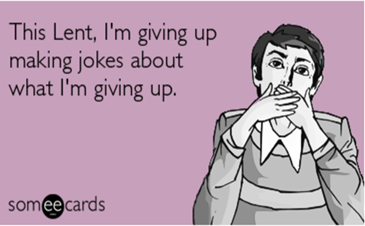 This Lent, I'm giving up
making jokes about
what I'm giving up.
someecards